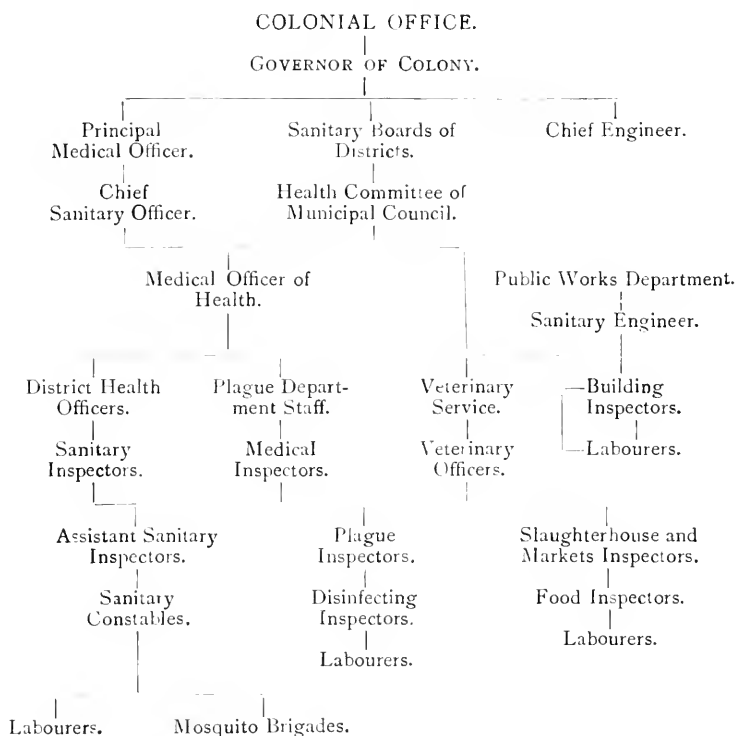 COLONIAL OFFICE.
GOVERNOR OF COLONY.
Principal
Medical Officer.
Sanitary Boards of
Districts.
Chief Engineer.
Chief
Sanitary Officer.
Health Committee of
Municipal Council.
Medical Officer of
Health.
Public Works Department.
Sanitary Engineer.
District Health
Officers.
Plague Depart-
ment Staff.
Veterinary
Service.
Building
Inspectors.
Sanitary
Inspectors.
Medical
Inspectors.
Veterinary
Officers.
Labourers.
Assistant Sanitary
Inspectors.
Plague
Inspectors.
Slaughterhouse and
Markets Inspectors.
Sanitary
Constables.
Disinfecting
Inspectors.
Food Inspectors.
Labourers.
Labourers.
Labourers.
Mosquito Brigades.